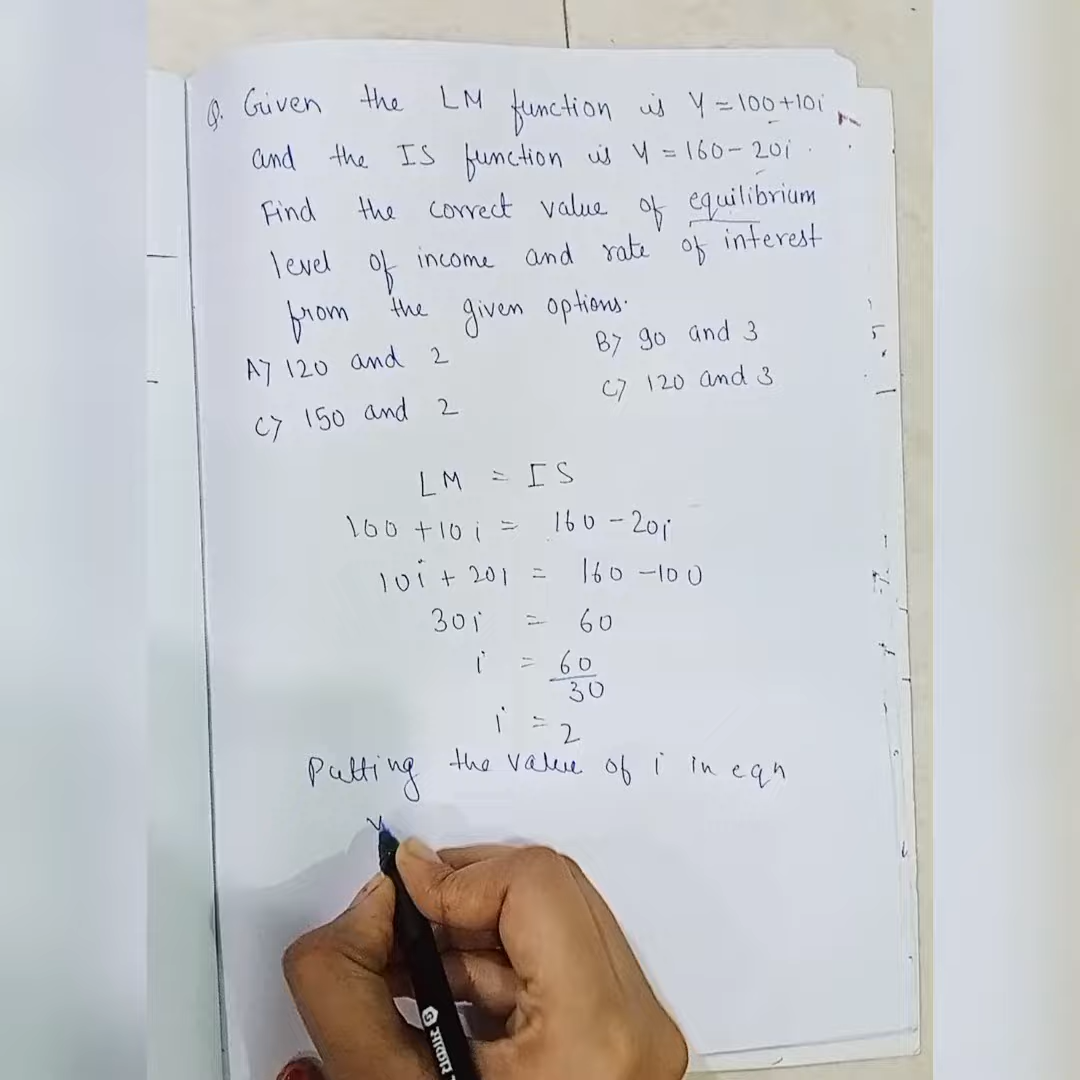 Q. Given the LM function is Y = 100+10i
and the IS function is Y = 160-20i.
Find the correct value of equilibrium
level of income and rate of interest
from the given options.
A> 120 and 2
B> 90 and 3
C> 150 and 2
C> 120 and 3
LM = IS
100 + 10i = 160 - 20i
10i + 20i = 160 - 100
30i = 60
i = 60
30
i = 2
Putting the value of i in eqn
Y